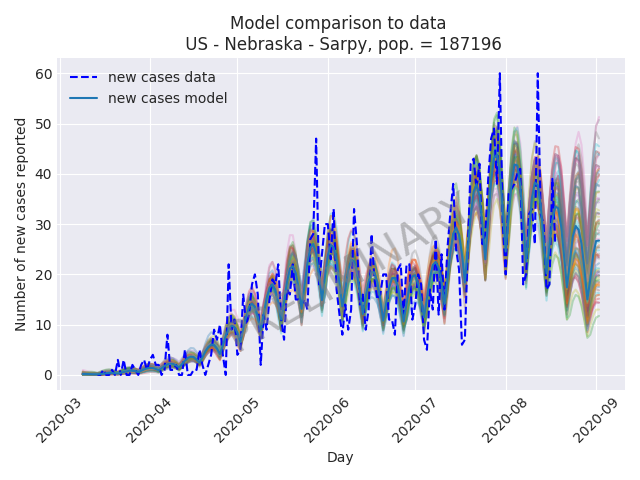 Model comparison to data
US - Nebraska - Sarpy, pop. = 187196
new cases data
new cases model
Number of new cases reported
60
50
40
30
20
10
0
2020-03
2020-04
2020-05
2020-06
2020-07
2020-08
2020-09
Day